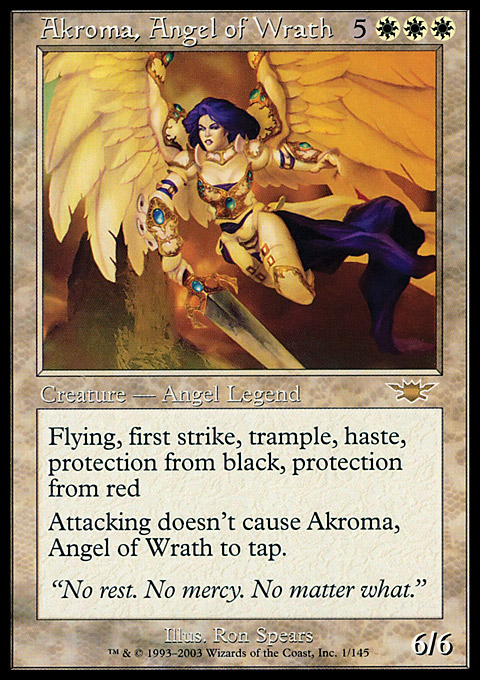 Akroma, Angel of Wrath 5
Creature — Angel Legend
Flying, first strike, trample, haste,
protection from black, protection
from red
Attacking doesn't cause Akroma,
Angel of Wrath to tap.
“No rest. No mercy. No matter what.”
Illus. Ron Spears
™ & © 1993–2003 Wizards of the Coast, Inc. 1/145
6/6